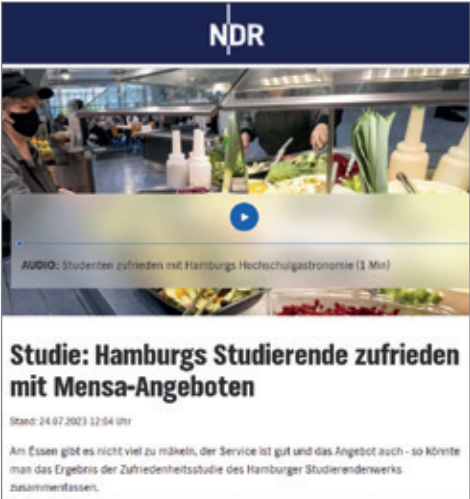 NDR
AUDIO: Studenten zufrieden mit Hamburgs Hochschulgastronomie (1 Min)
Studie: Hamburgs Studierende zufrieden
mit Mensa-Angeboten
Stand: 24.07.2023 12:04 Uhr
Am Essen gibt es nicht viel zu mäkeln, der Service ist gut und das Angebot auch - so könnte
man das Ergebnis der Zufriedenheitsstudie des Hamburger Studierendenwerks
zusammenfassen.